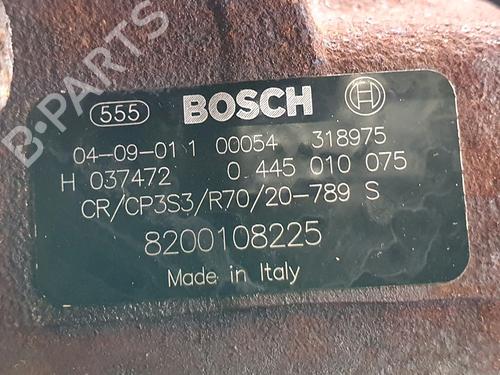 B-PARTS
555 BOSCH H
04-09-01 1 00054 318975
H 037472 0 445 010 075
CR/CP3S3/R70/20-789 S
8200108225
Made in Italy